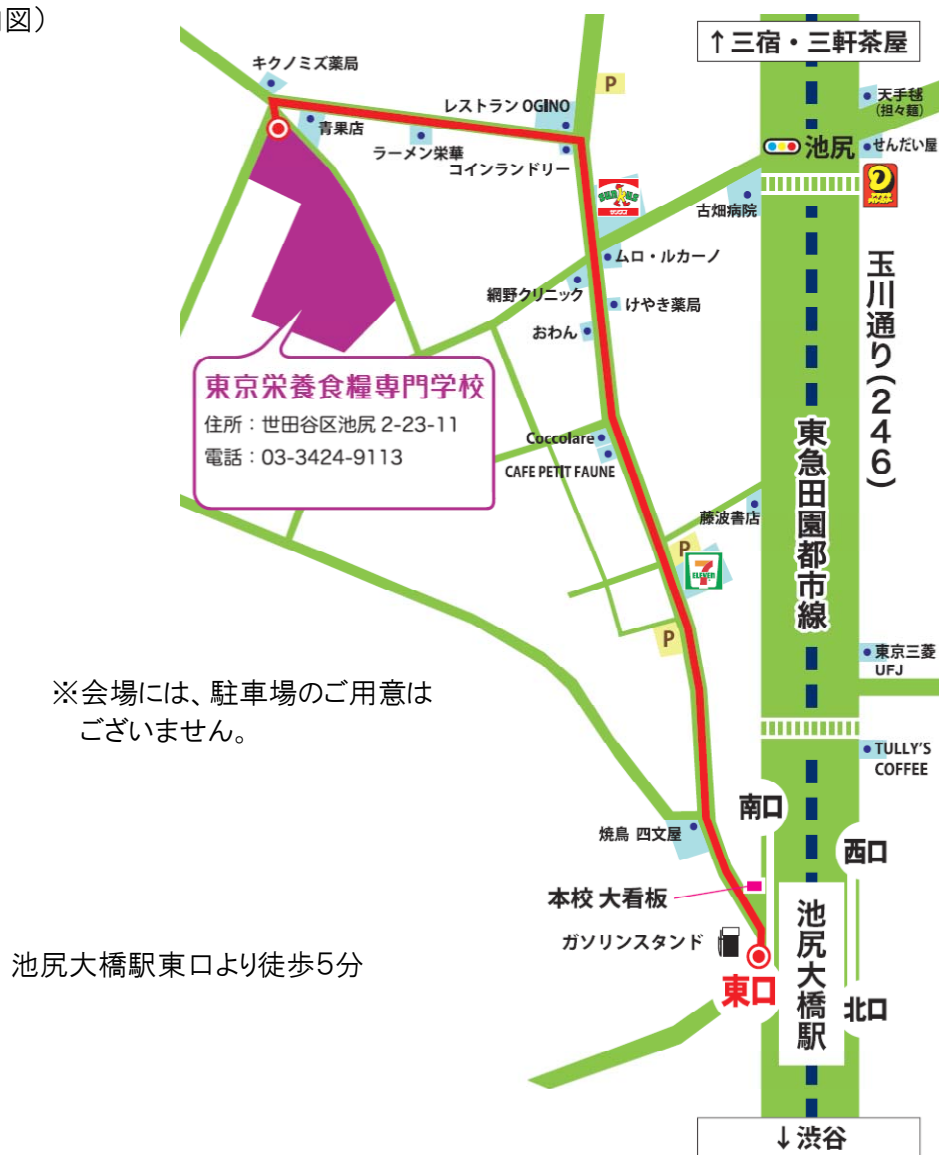 図）
↑三宿・三軒茶屋
キクノミズ薬局
P
レストラン OGINO
天手毬
（担々麺）
青果店
ラーメン栄華
コインランドリー
池尻
せんだい屋
サンクス
古畑病院
ムロ・ルカーノ
網野クリニック
けやき薬局
おわん
玉川通り（246）
東京栄養食糧専門学校
住所：世田谷区池尻 2-23-11
電話：03-3424-9113
東急田園都市線
Coccolare
CAFE PETIT FAUNE
藤波書店
P
7
ELEVEN
P
東京三菱
UFJ
※会場には、駐車場のご用意は
ございません。
TULLY'S
COFFEE
南口
焼鳥 四文屋
西口
本校 大看板
池尻大橋駅
ガソリンスタンド
池尻大橋駅東口より徒歩5分
東口
北口
↓渋谷